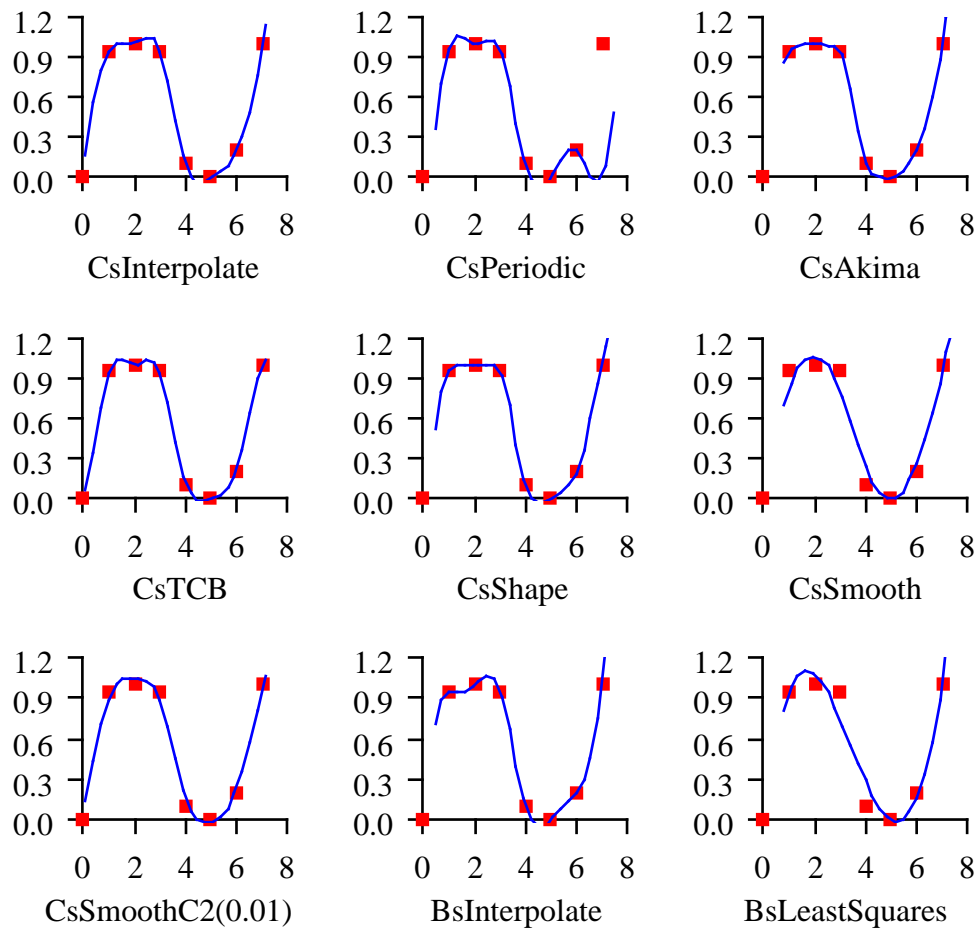 1.2 1.2 1.2
0.9 0.9 0.9
0.6 0.6 0.6
0.3 0.3 0.3
0.0 0.0 0.0
0 2 4 6 8 0 2 4 6 8 0 2 4 6 8
CsInterpolate CsPeriodic CsAkima
1.2 1.2 1.2
0.9 0.9 0.9
0.6 0.6 0.6
0.3 0.3 0.3
0.0 0.0 0.0
0 2 4 6 8 0 2 4 6 8 0 2 4 6 8
CsTCB CsShape CsSmooth
1.2 1.2 1.2
0.9 0.9 0.9
0.6 0.6 0.6
0.3 0.3 0.3
0.0 0.0 0.0
0 2 4 6 8 0 2 4 6 8 0 2 4 6 8
CsSmoothC2(0.01) BsInterpolate BsLeastSquares